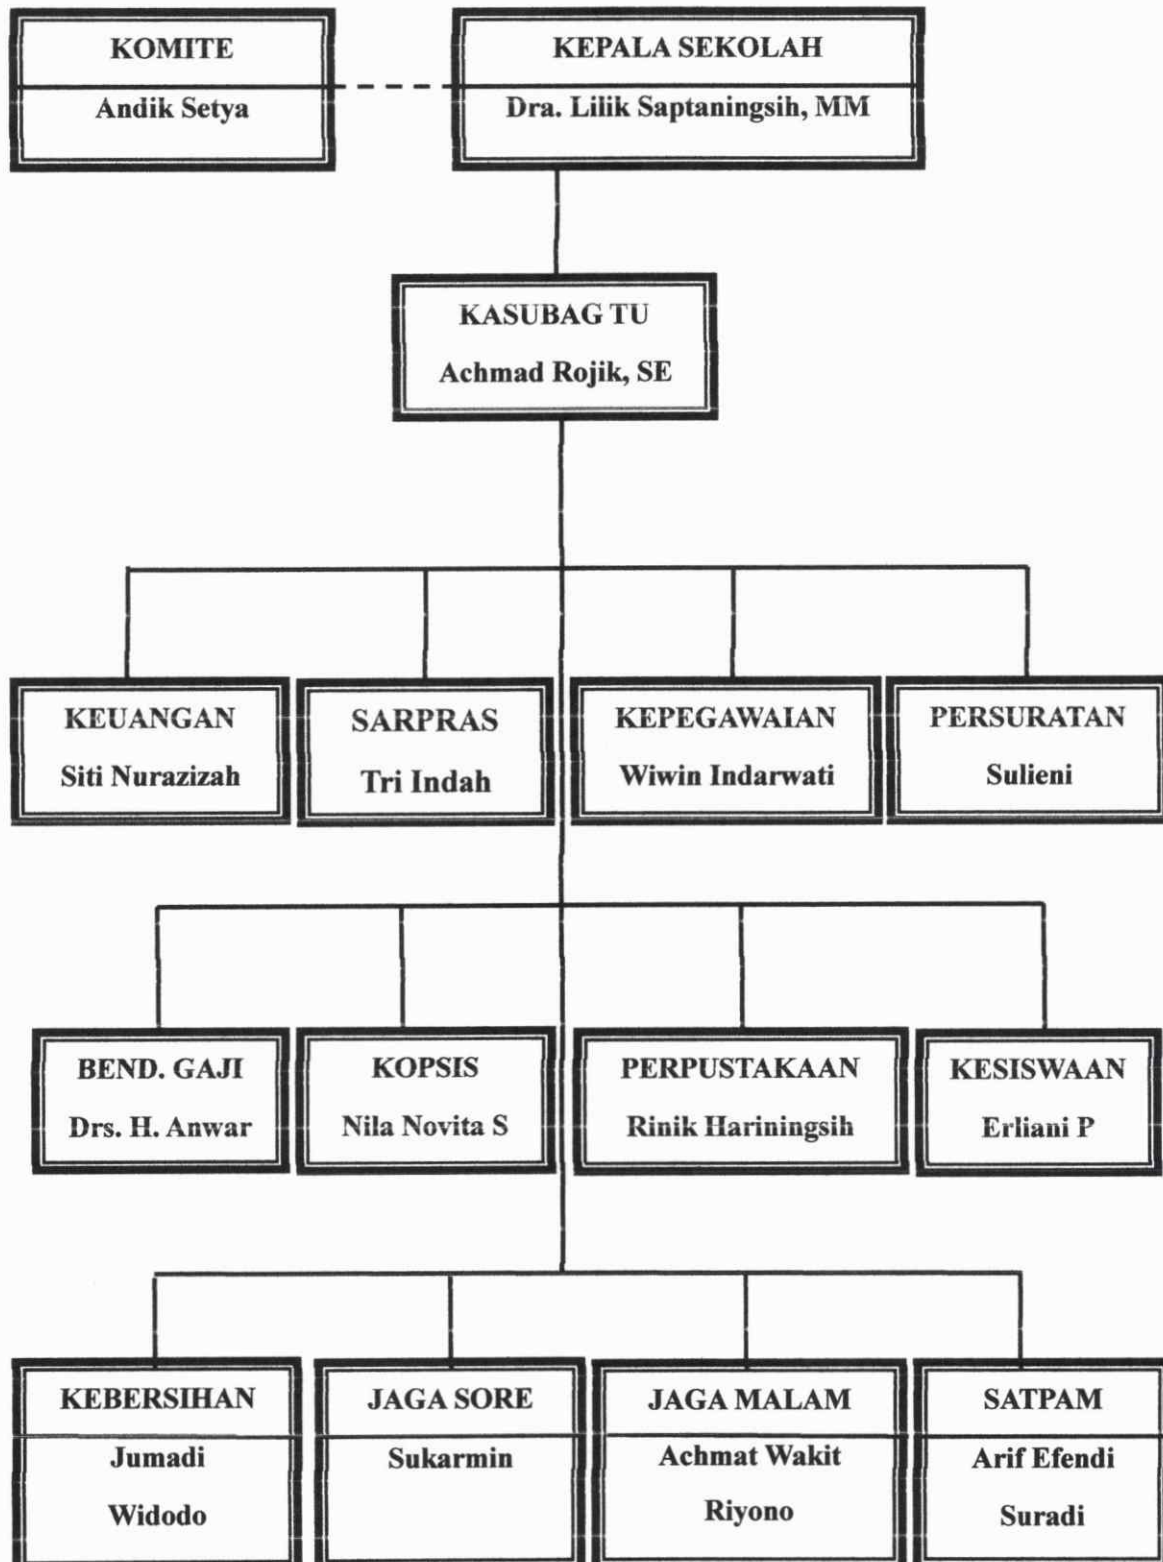 KOMITE
Andik Setya
KEPALA SEKOLAH
Dra. Lilik Saptaningsih, MM
KASUBAG TU
Achmad Rojik, SE
KEUANGAN
Siti Nurazizah
SARPRAS
Tri Indah
KEPEGAWAIAN
Wiwin Indarwati
PERSURATAN
Sulieni
BEND. GAJI
Drs. H. Anwar
KOPSIS
Nila Novita S
PERPUSTAKAAN
Rinik Hariningsih
KESISWAAN
Erliani P
KEBERSIHAN
Jumadi
Widodo
JAGA SORE
Sukarmin
JAGA MALAM
Achmat Wakit
Riyono
SATPAM
Arif Efendi
Suradi